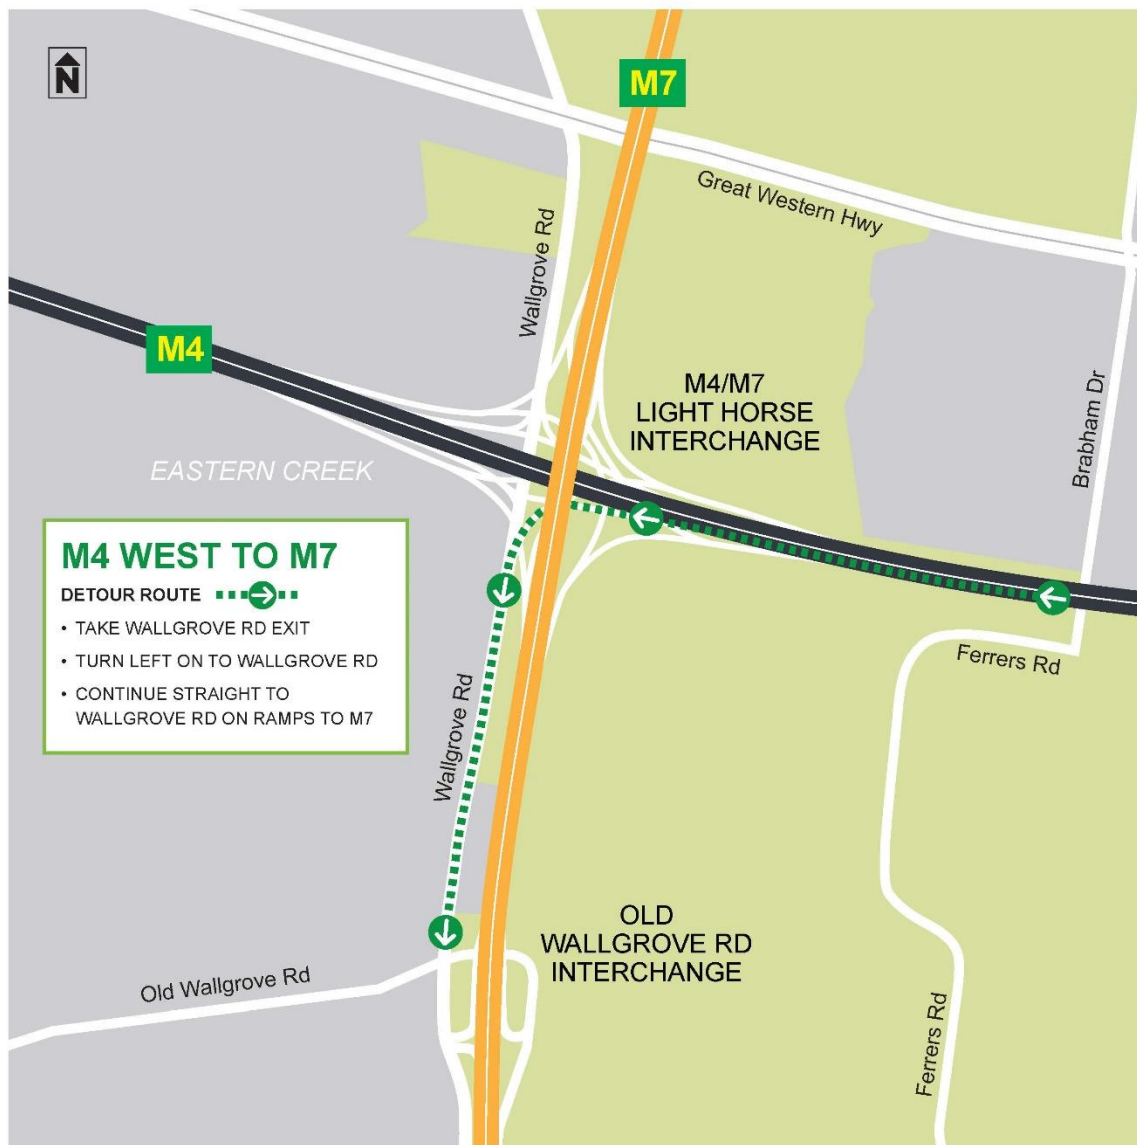 N
M7
Great Western Hwy
Wallgrove Rd
M4
M4/M7
LIGHT HORSE
INTERCHANGE
Brabham Dr
EASTERN CREEK
M4 WEST TO M7
DETOUR ROUTE
• TAKE WALLGROVE RD EXIT
• TURN LEFT ON TO WALLGROVE RD
• CONTINUE STRAIGHT TO
WALLGROVE RD ON RAMPS TO M7
Ferrers Rd
Wallgrove Rd
OLD
WALLGROVE RD
INTERCHANGE
Old Wallgrove Rd
Ferrers Rd